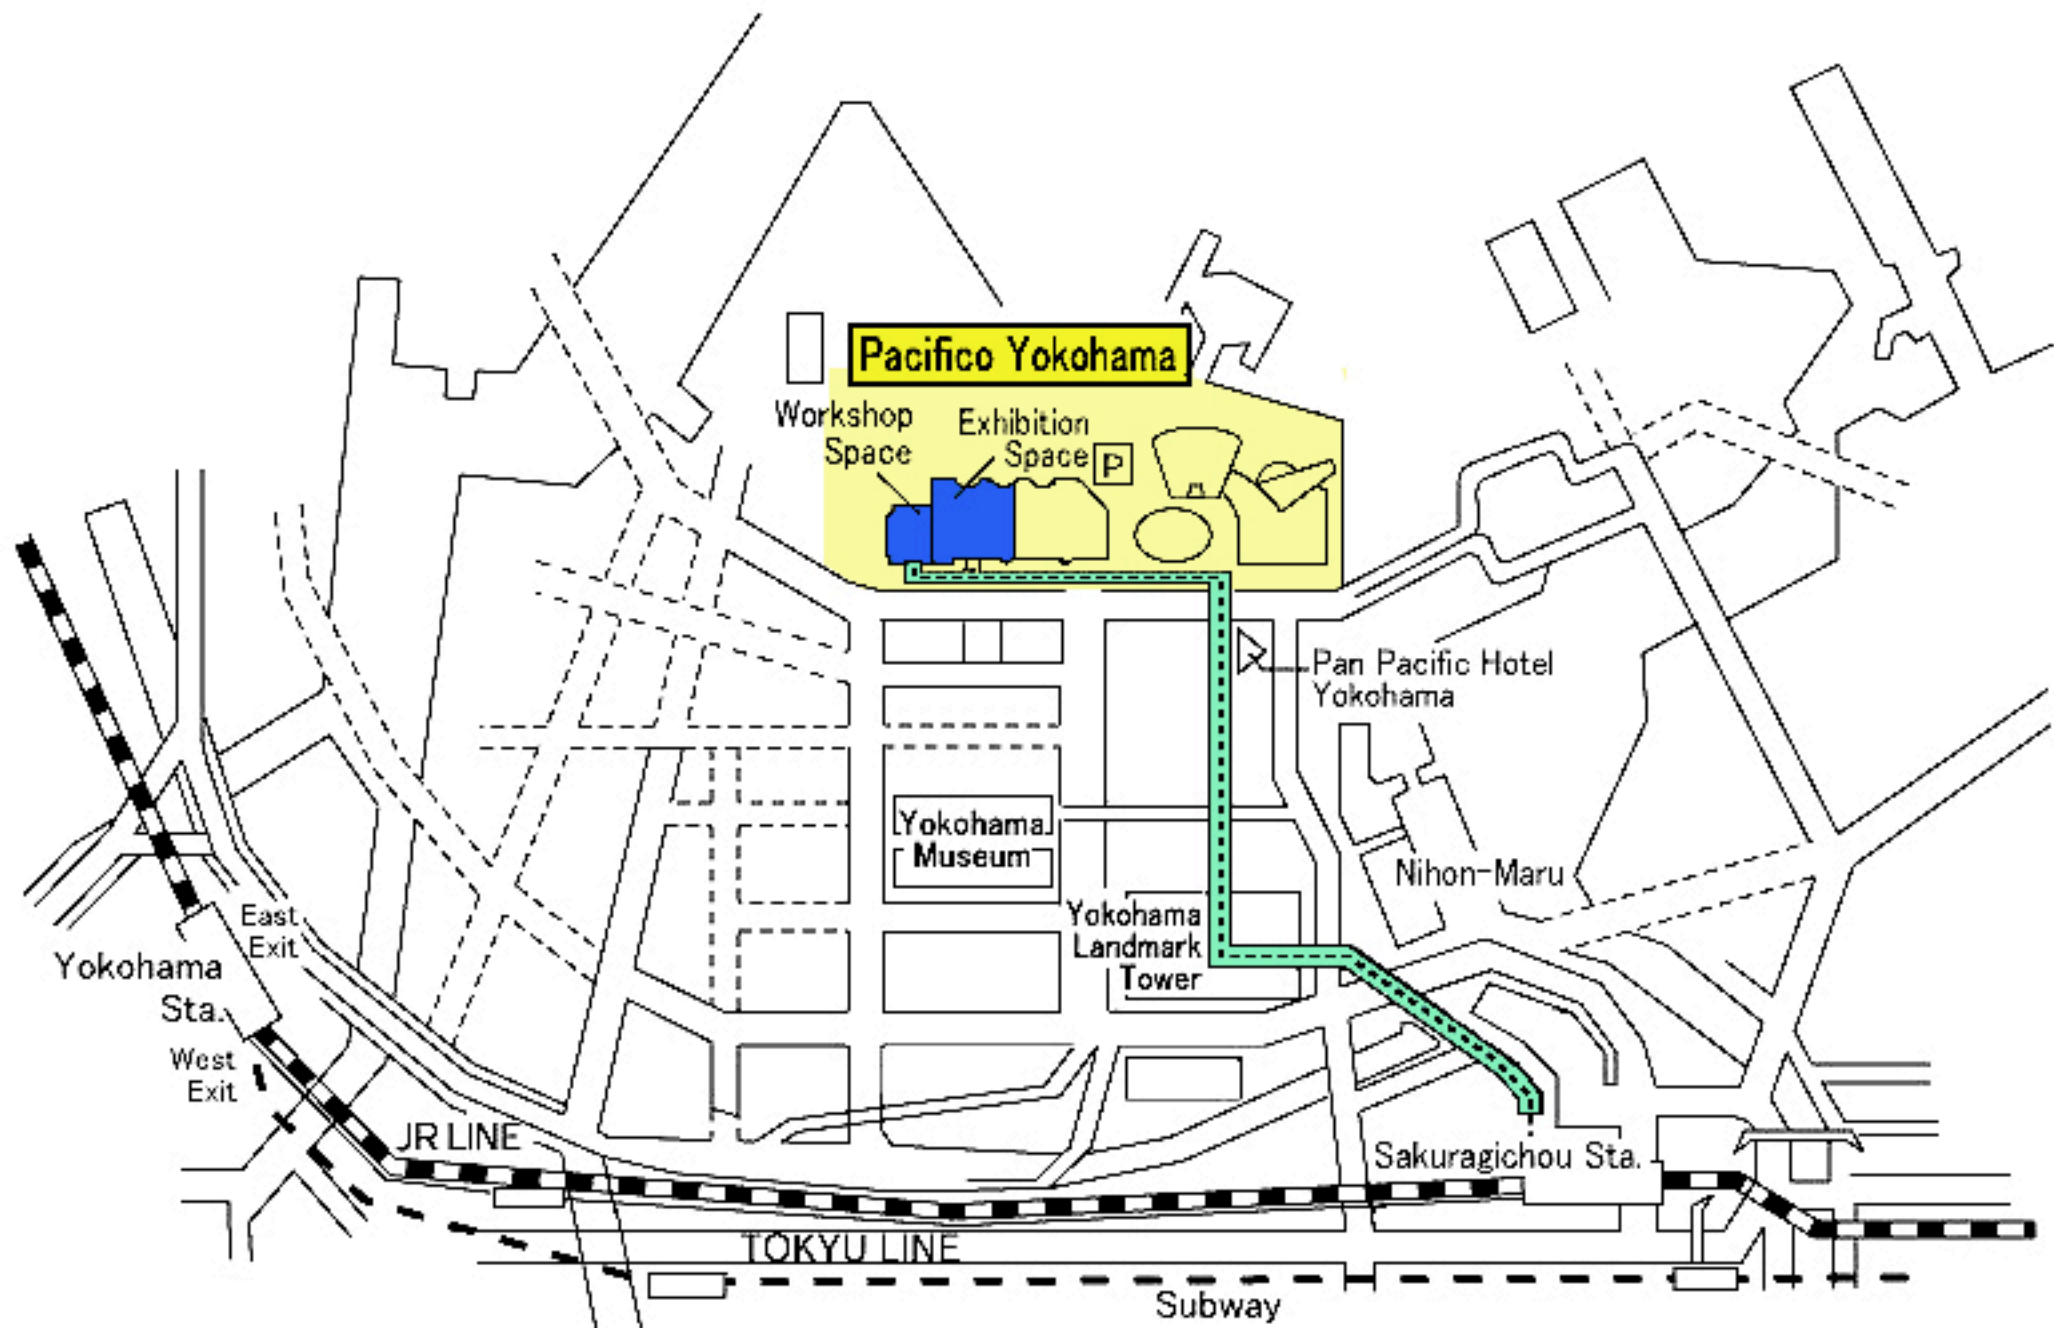 Pacifico Yokohama
Workshop
Space
Exhibition
Space
P
Pan Pacific Hotel
Yokohama
Yokohama
Museum
Nihon-Maru
Yokohama
Landmark
Tower
East
Exit
Yokohama
Sta.
West
Exit
JR LINE
Sakuragichou Sta.
TOKYU LINE
Subway